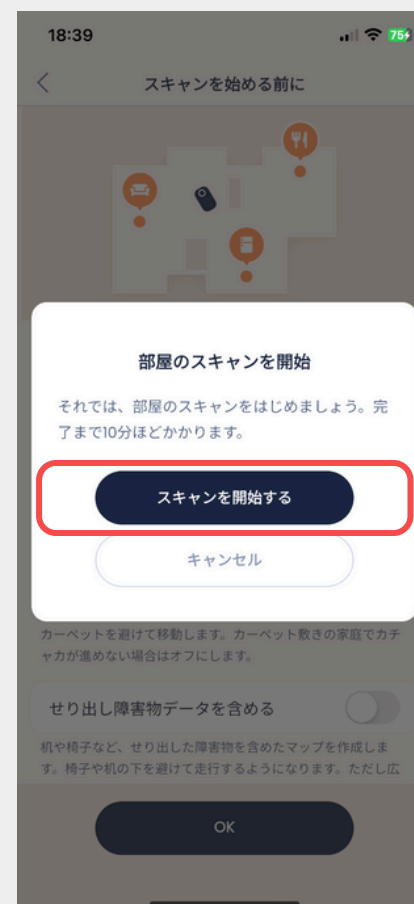 18:39
75
スキャンを始める前に
部屋のスキャンを開始
それでは、部屋のスキャンをはじめましょう。完
了まで10分ほどかかります。
スキャンを開始する
キャンセル
カーペットを避けて移動します。カーペット敷きの家庭でカチ
ャカが進めない場合はオフにします。
せり出し障害物データを含める
机や椅子など、せり出した障害物を含めたマップを作成しま
す。椅子や机の下を避けて走行するようになります。ただし広
OK